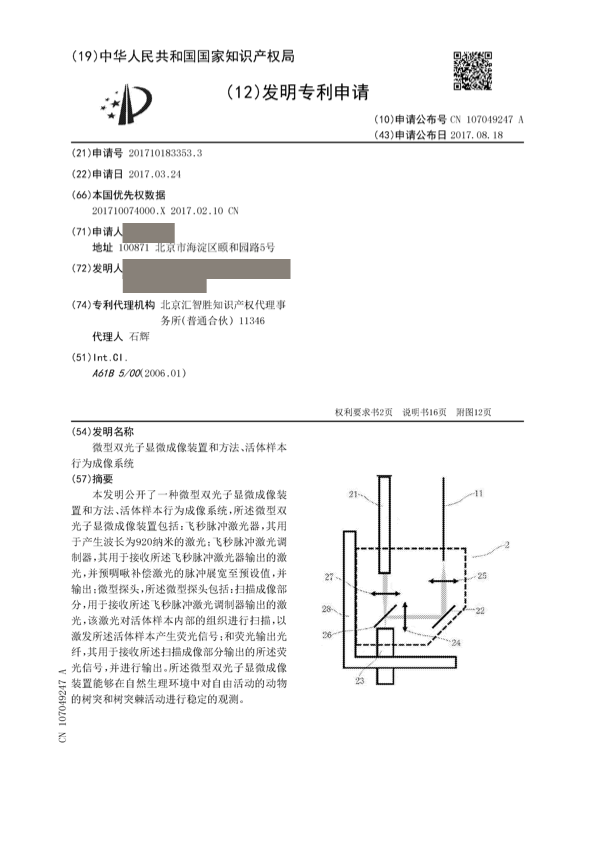 (19)中华人民共和国国家知识产权局
(12)发明专利申请
(10)申请公布号 CN 107049247 A
(43)申请公布日 2017.08.18
(21)申请号 201710183353.3
(22)申请日 2017.03.24
(66)本国优先权数据
201710074000.X 2017.02.10 CN
(71)申请人
地址 100871 北京市海淀区颐和园路5号
(72)发明人
(74)专利代理机构 北京汇智胜知识产权代理事
务所(普通合伙) 11346
代理人 石辉
(51)Int.Cl.
A61B 5/00(2006.01)
权利要求书2页 说明书16页 附图12页
(54)发明名称
微型双光子显微成像装置和方法、活体样本
行为成像系统
(57)摘要
本发明公开了一种微型双光子显微成像装
置和方法、活体样本行为成像系统,所述微型双
光子显微成像装置包括:飞秒脉冲激光器,其用
于产生波长为920纳米的激光;飞秒脉冲激光调
制器,其用于接收所述飞秒脉冲激光器输出的激
光,并预啁啾补偿激光的脉冲展宽至预设值,并
输出;微型探头,所述微型探头包括:扫描成像部
分,用于接收所述飞秒脉冲激光调制器输出的激
光,该激光对活体样本内部的组织进行扫描,以
激发所述活体样本产生荧光信号;和荧光输出光
纤,其用于接收所述扫描成像部分输出的所述荧
光信号,并进行输出。所述微型双光子显微成像
装置能够在自然生理环境中对自由活动的动物
的树突和树突棘活动进行稳定的观测。
21
11
2
27
25
28
22
26
24
23
CN 107049247 A